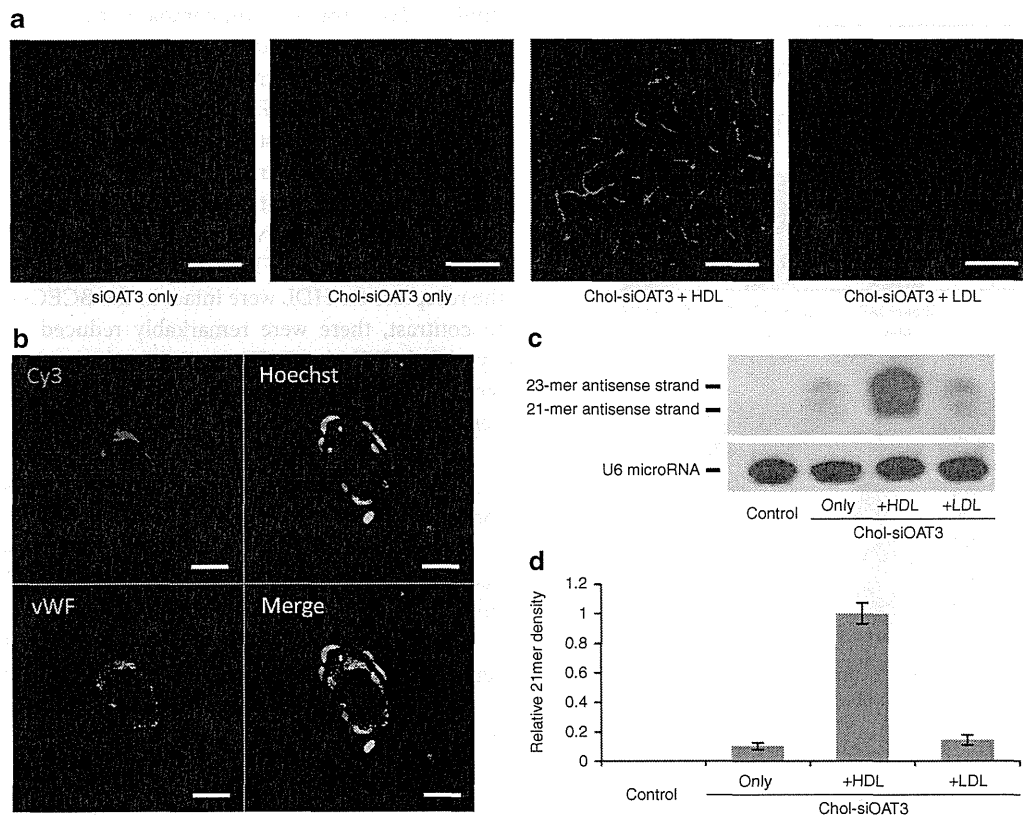 a
siOAT3 only
Chol-siOAT3 only
Chol-siOAT3 + HDL
Chol-siOAT3 + LDL
b
Cy3
Hoechst
vWF
Merge
c
23-mer antisense strand
21-mer antisense strand
U6 microRNA
Control
Only
+HDL
+LDL
Chol-siOAT3
d
Relative 21mer density
1.2
1
0.8
0.6
0.4
0.2
0
Control
Only
+HDL
+LDL
Chol-siOAT3